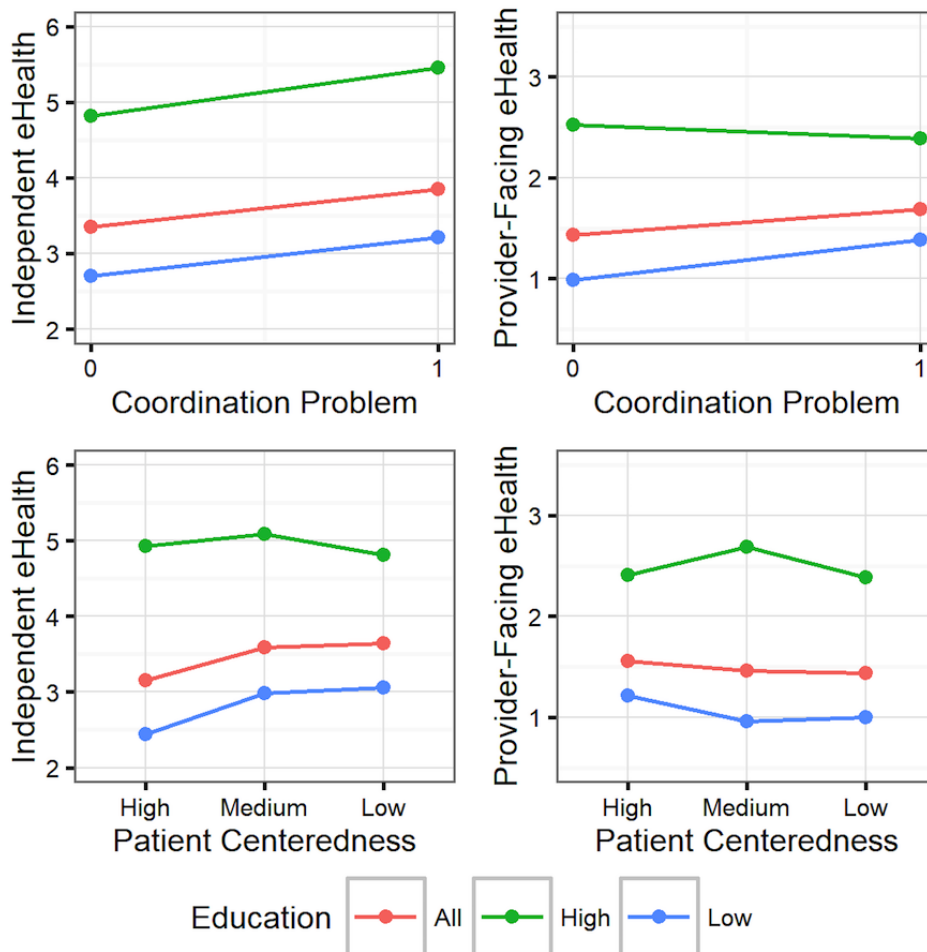 Independent eHealth
6
5
4
3
2
0
1
Coordination Problem
Provider-Facing eHealth
3
2
1
0
1
Coordination Problem
Independent eHealth
6
5
4
3
2
High Medium Low
Patient Centeredness
Provider-Facing eHealth
3
2
1
High Medium Low
Patient Centeredness
Education All High Low